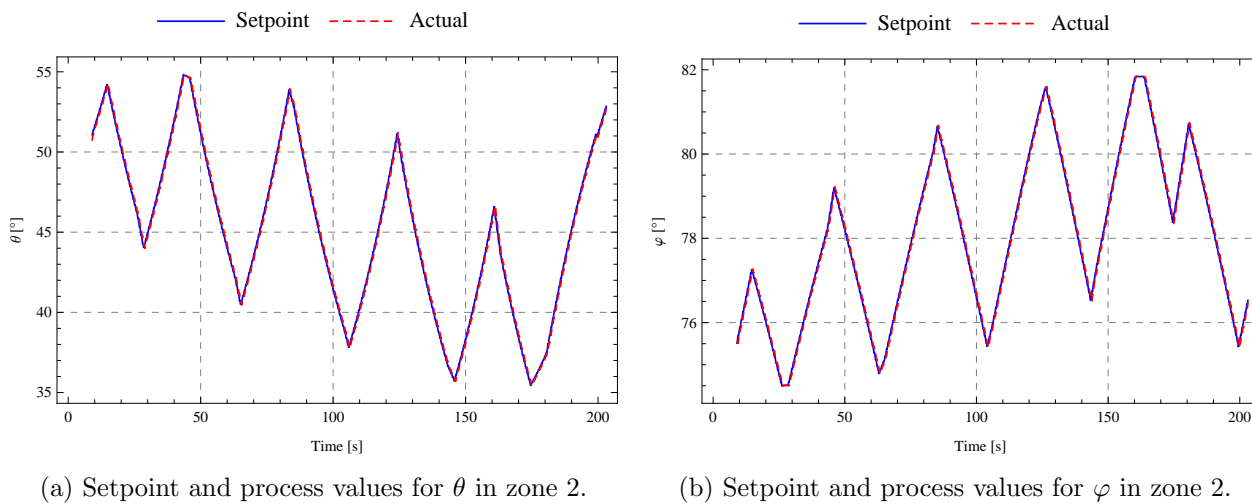 Setpoint Actual
55
50
45
40
35
θ [°]
0 50 100 150 200
Time [s]
(a) Setpoint and process values for θ in zone 2.
Setpoint Actual
82
80
78
76
φ [°]
0 50 100 150 200
Time [s]
(b) Setpoint and process values for φ in zone 2.